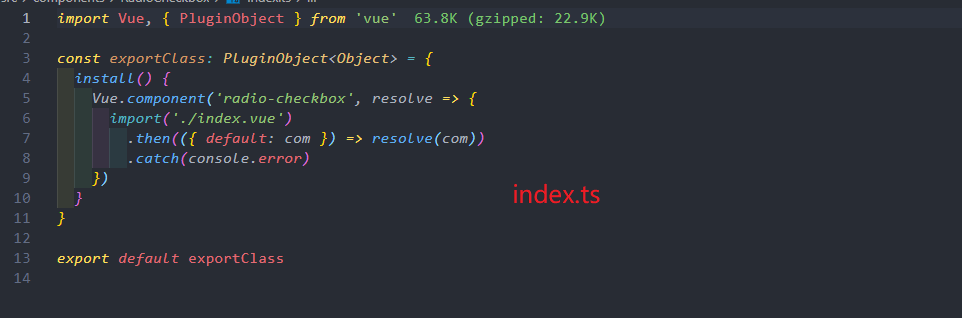 src > components > RadioCheckbox > index.ts > ...
1 import Vue, { PluginObject } from 'vue' 63.8K (gzipped: 22.9K)
2
3 const exportClass: PluginObject<Object> = {
4 install() {
5 Vue.component('radio-checkbox', resolve => {
6 import('./index.vue')
7 .then(({ default: com }) => resolve(com))
8 .catch(console.error)
9 })
10 }
11 }
12
13 export default exportClass
14
index.ts